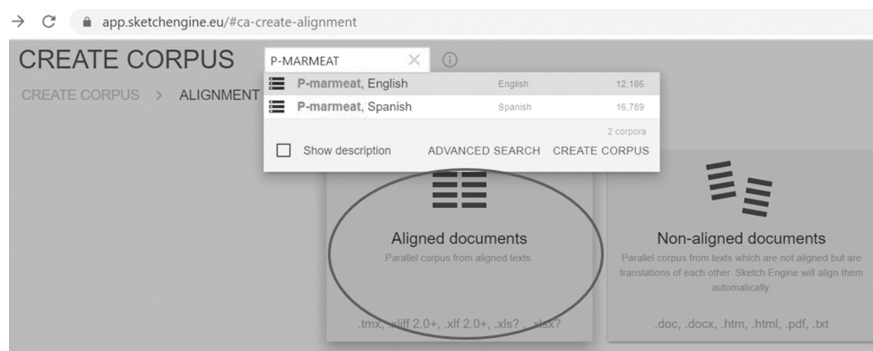 app.sketchengine.eu/#ca-create-alignment
CREATE CORPUS
P-MARMEAT
P-marmeat, English English 12,186
P-marmeat, Spanish Spanish 16,789
CREATE CORPUS > ALIGNMENT
2 corpora
Show description ADVANCED SEARCH CREATE CORPUS
Aligned documents
Parallel corpus from aligned texts.
.tmx, .xliff 2.0+, .xlf 2.0+, .xls?, .xlsx?
Non-aligned documents
Parallel corpus from texts which are not aligned but are
translations of each other. Sketch Engine will align them
automatically.
.doc, .docx, .htm, .html, .pdf, .txt